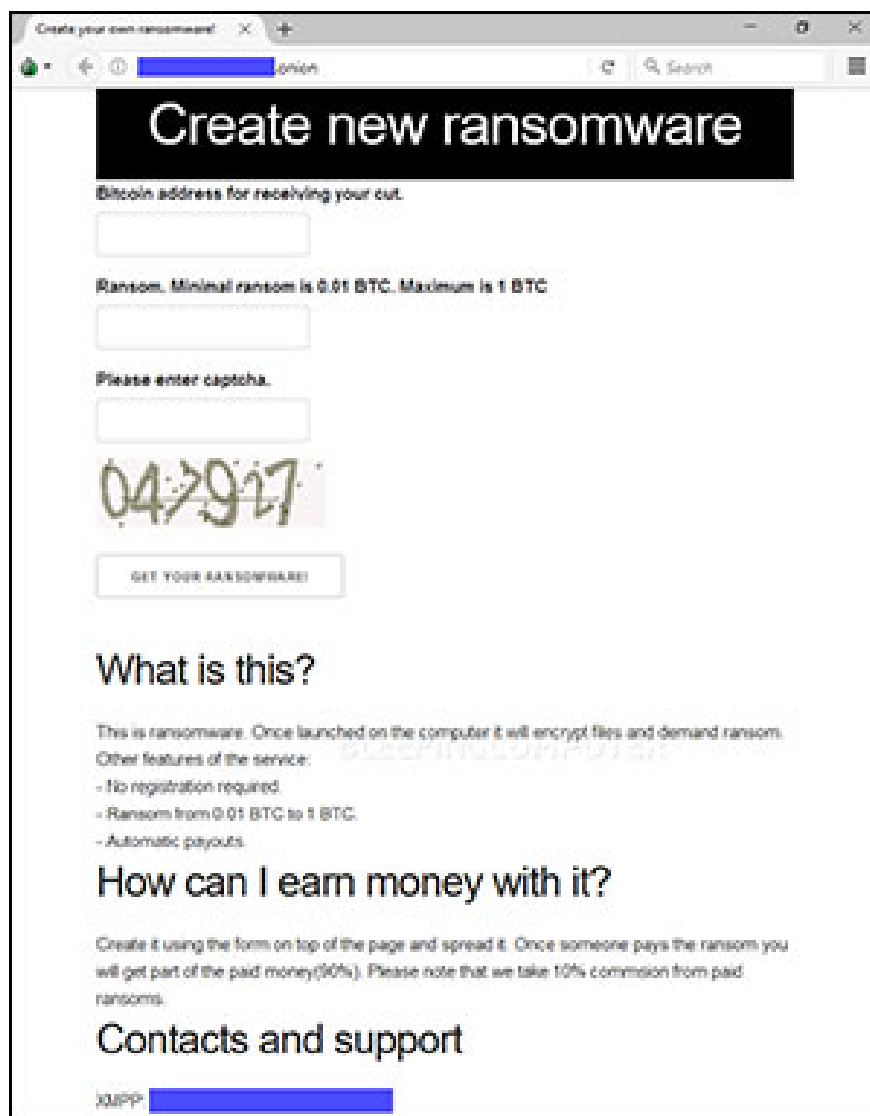 Create your own ransomware!
.onion
Search
Create new ransomware
Bitcoin address for receiving your cut.
Ransom. Minimal ransom is 0.01 BTC. Maximum is 1 BTC
Please enter captcha.
GET YOUR RANSOMWARE!
What is this?
This is ransomware. Once launched on the computer it will encrypt files and demand ransom.
BLEEPINGCOMPUTER
Other features of the service:
- No registration required.
- Ransom from 0.01 BTC to 1 BTC.
- Automatic payouts.
How can I earn money with it?
Create it using the form on top of the page and spread it. Once someone pays the ransom you
will get part of the paid money(90%). Please note that we take 10% commision from paid
ransoms.
Contacts and support
XMPP: